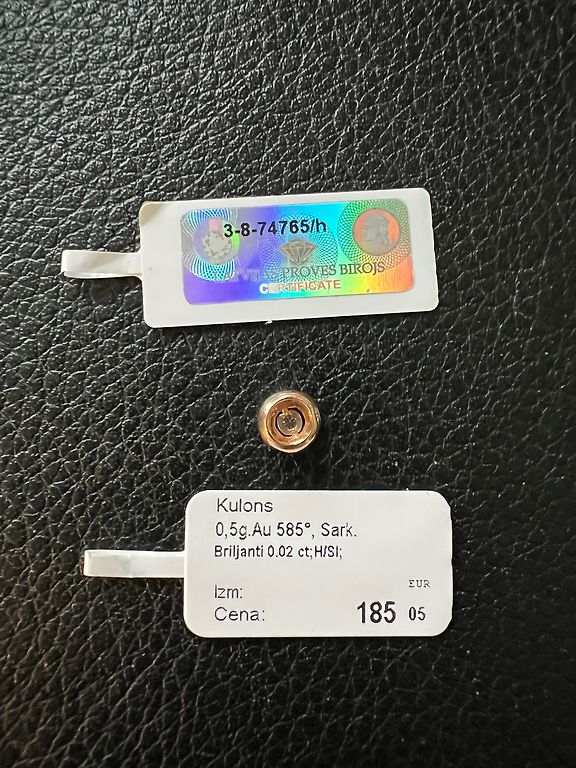 3-8-74765/h
LATVIJAS PROVES BIROJS
CERTIFICATE
Kulons
0,5g.Au 585°, Sark.
Briljanti 0.02 ct;H/SI;
Izm:
EUR
Cena: 185 05